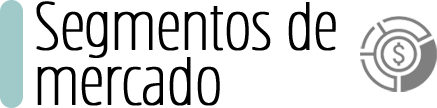 Segmentos de
mercado
$